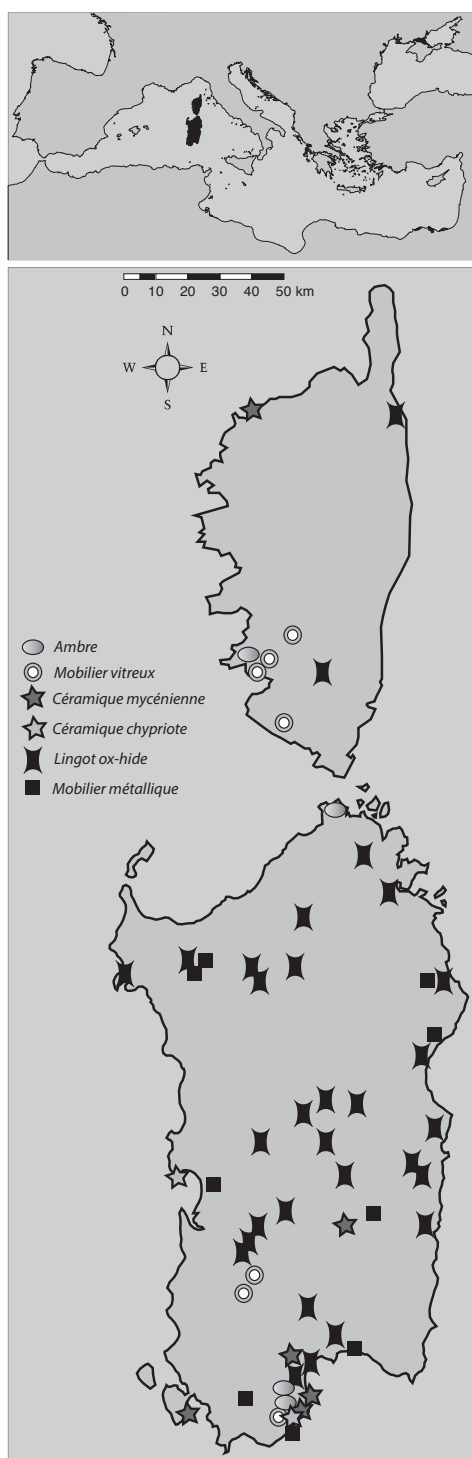 0 10 20 30 40 50 km
N
W E
S
Ambre
Mobilier vitreux
Céramique mycénienne
Céramique chypriote
Lingot ox-hide
Mobilier métallique